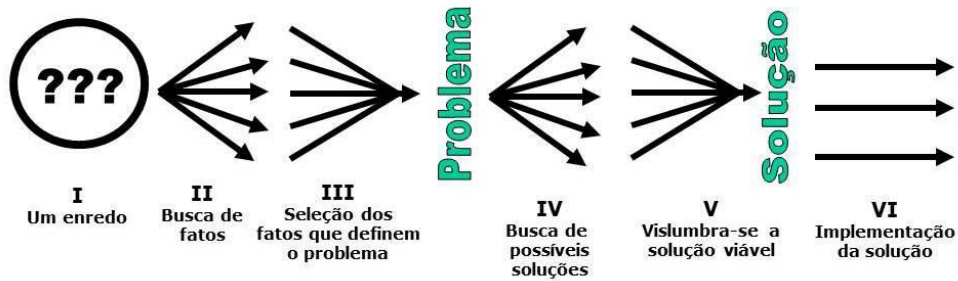 ???
I
Um enredo
II
Busca de
fatos
III
Seleção dos
fatos que definem
o problema
Problema
IV
Busca de
possíveis
soluções
V
Vislumbra-se a
solução viável
Solução
VI
Implementação
da solução